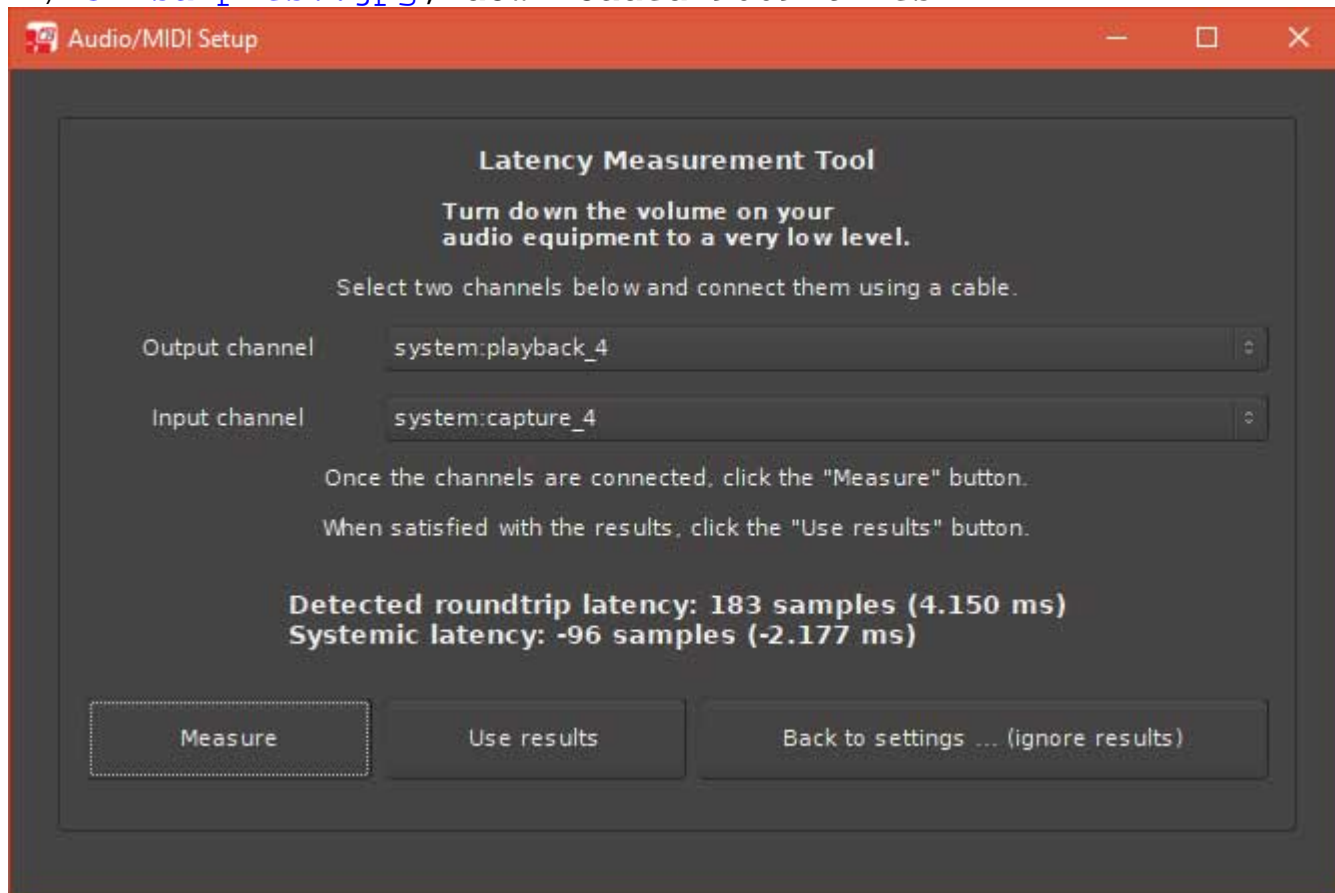 Audio/MIDI Setup
Latency Measurement Tool
Turn down the volume on your
audio equipment to a very low level.
Select two channels below and connect them using a cable.
Output channel system:playback_4
Input channel system:capture_4
Once the channels are connected, click the "Measure" button.
When satisfied with the results, click the "Use results" button.
Detected roundtrip latency: 183 samples (4.150 ms)
Systemic latency: -96 samples (-2.177 ms)
Measure Use results Back to settings ... (ignore results)